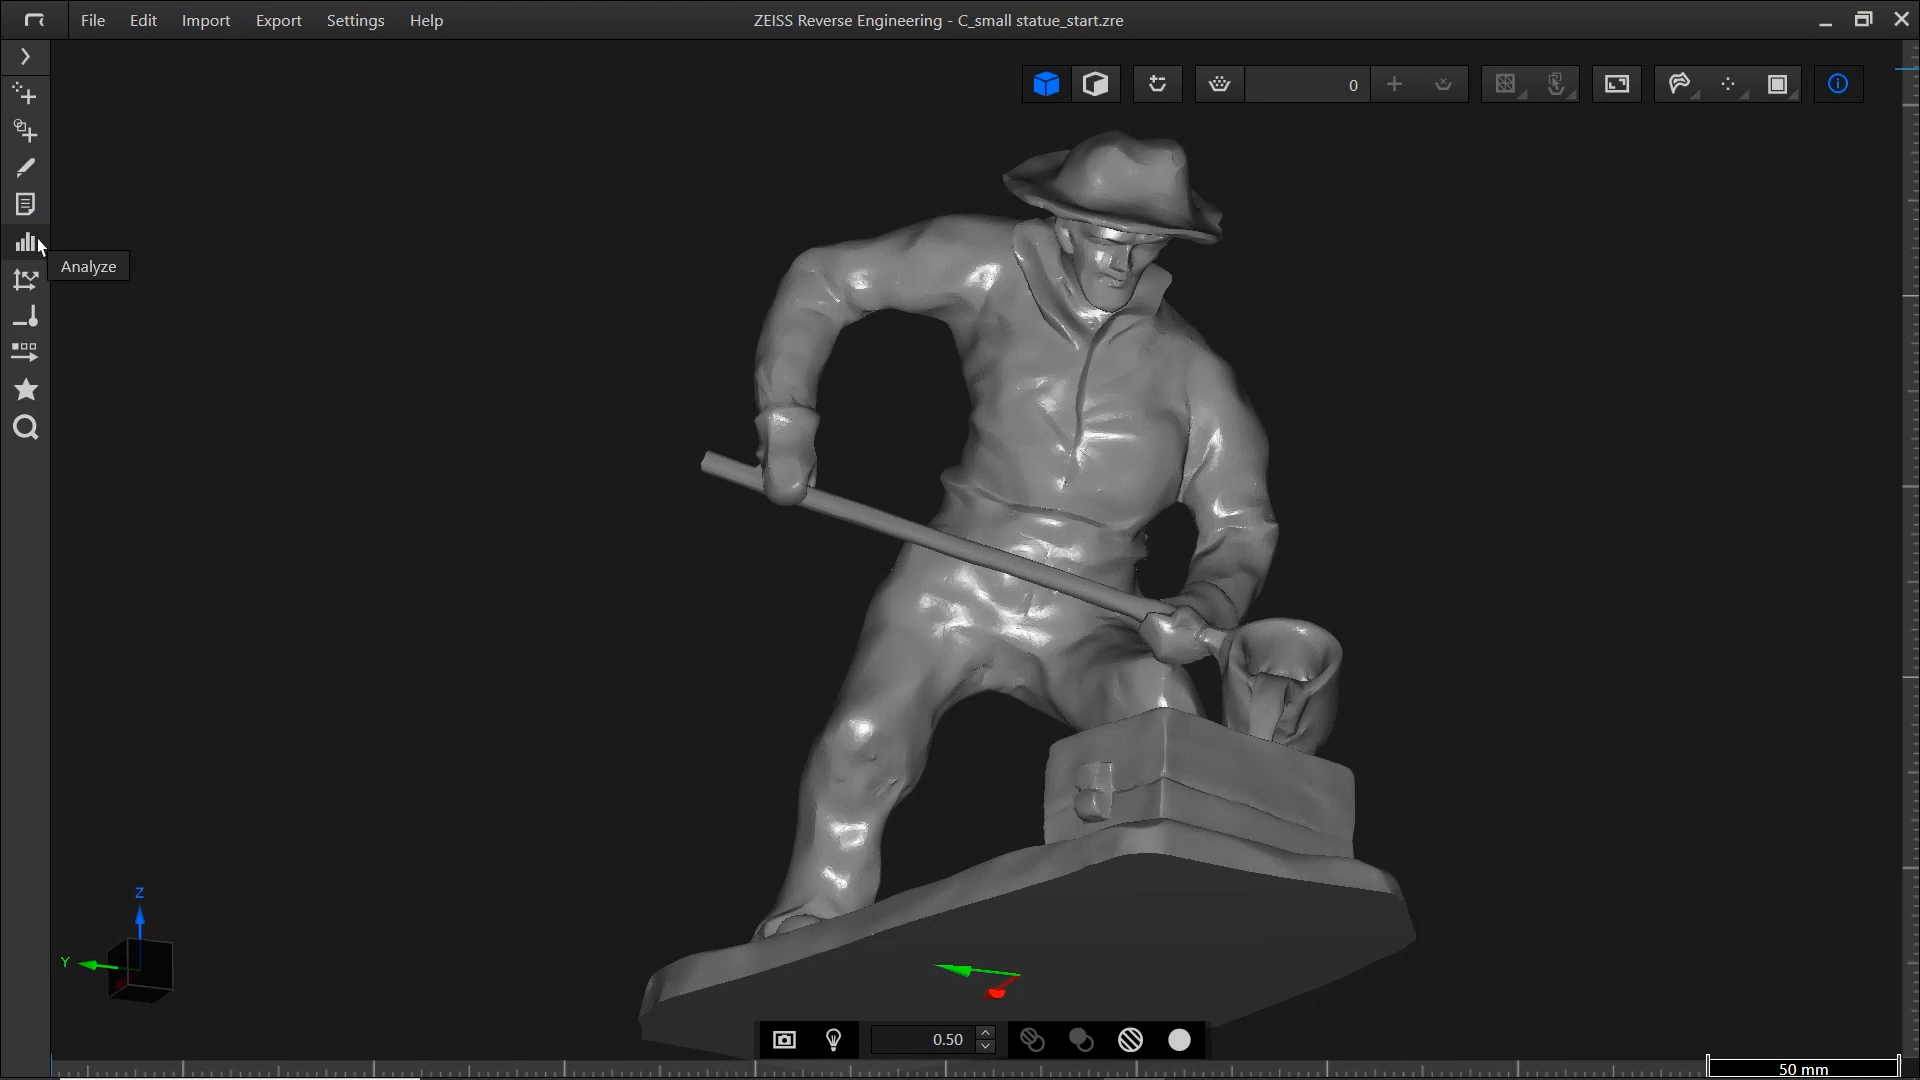 File Edit Import Export Settings Help
ZEISS Reverse Engineering - C_small statue_start.zre
0
Analyze
Z
Y
0.50
50 mm